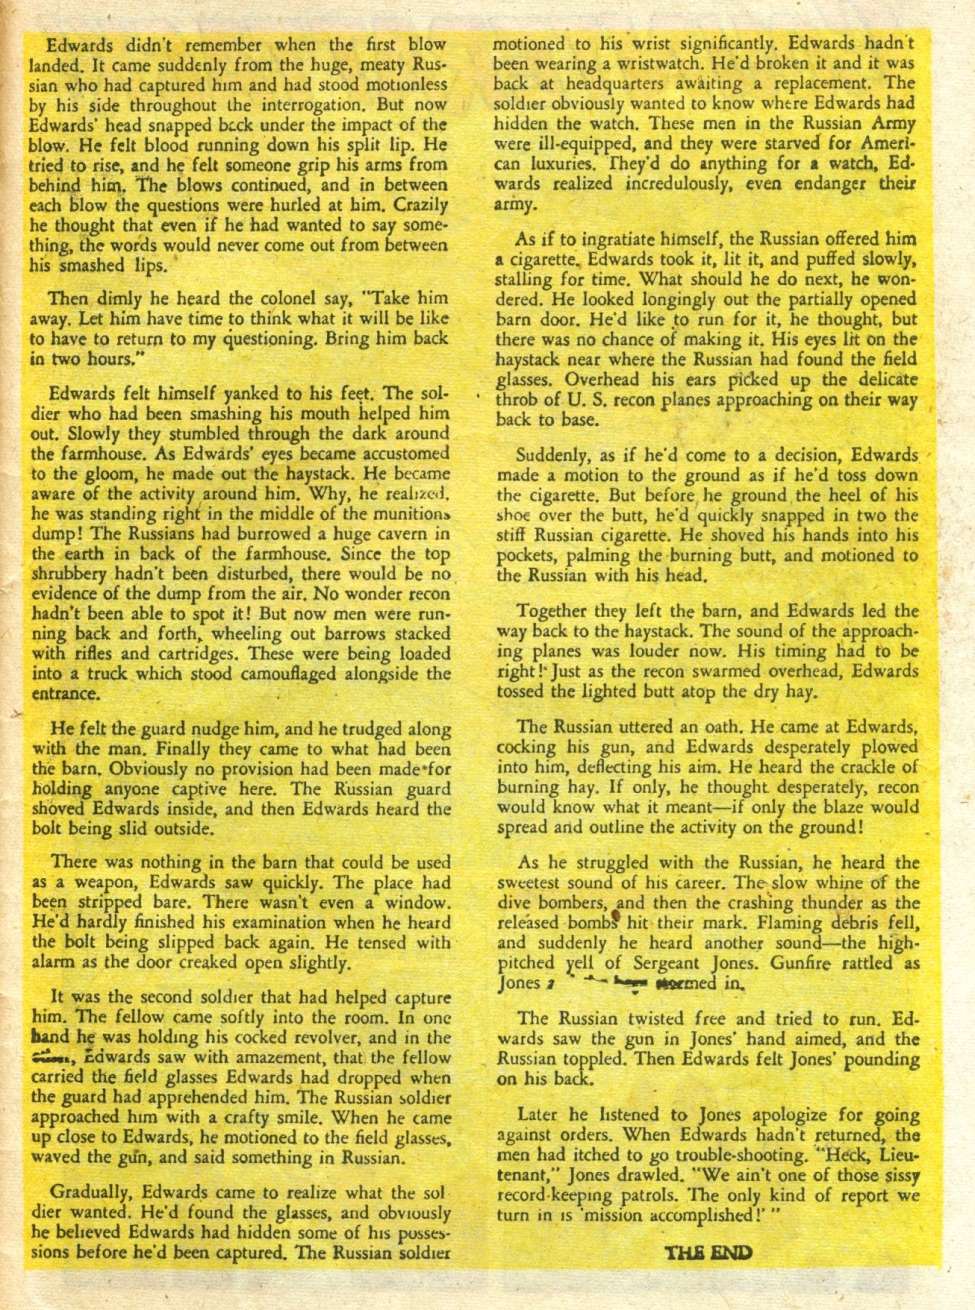 Edwards didn't remember when the first blow
landed. It came suddenly from the huge, meaty Rus-
sian who had captured him and had stood motionless
by his side throughout the interrogation. But now
Edwards' head snapped back under the impact of the
blow. He felt blood running down his split lip. He
tried to rise, and he felt someone grip his arms from
behind him. The blows continued, and in between
each blow the questions were hurled at him. Crazily
he thought that even if he had wanted to say some-
thing, the words would never come out from between
his smashed lips.
Then dimly he heard the colonel say, "Take him
away. Let him have time to think what it will be like
to have to return to my questioning. Bring him back
in two hours."
Edwards felt himself yanked to his feet. The sol-
dier who had been smashing his mouth helped him
out. Slowly they stumbled through the dark around
the farmhouse. As Edwards' eyes became accustomed
to the gloom, he made out the haystack. He became
aware of the activity around him. Why, he realized,
he was standing right in the middle of the munitions
dump! The Russians had burrowed a huge cavern in
the earth in back of the farmhouse. Since the top
shrubbery hadn't been disturbed, there would be no
evidence of the dump from the air. No wonder recon
hadn't been able to spot it! But now men were run-
ning back and forth, wheeling out barrows stacked
with rifles and cartridges. These were being loaded
into a truck which stood camouflaged alongside the
entrance.
He felt the guard nudge him, and he trudged along
with the man. Finally they came to what had been
the barn. Obviously no provision had been made for
holding anyone captive here. The Russian guard
shoved Edwards inside, and then Edwards heard the
bolt being slid outside.
There was nothing in the barn that could be used
as a weapon, Edwards saw quickly. The place had
been stripped bare. There wasn't even a window.
He'd hardly finished his examination when he heard
the bolt being slipped back again. He tensed with
alarm as the door creaked open slightly.
It was the second soldier that had helped capture
him. The fellow came softly into the room. In one
hand he was holding his cocked revolver, and in the
Edwards saw with amazement, that the fellow
carried the field glasses Edwards had dropped when
the guard had apprehended him. The Russian soldier
approached him with a crafty smile. When he came
up close to Edwards, he motioned to the field glasses,
waved the gun, and said something in Russian.
Gradually, Edwards came to realize what the sol
dier wanted. He'd found the glasses, and obviously
he believed Edwards had hidden some of his posses-
sions before he'd been captured. The Russian soldier
motioned to his wrist significantly. Edwards hadn't
been wearing a wristwatch. He'd broken it and it was
back at headquarters awaiting a replacement. The
soldier obviously wanted to know where Edwards had
hidden the watch. These men in the Russian Army
were ill-equipped, and they were starved for Ameri-
can luxuries. They'd do anything for a watch, Ed-
wards realized incredulously, even endanger their
army.
As if to ingratiate himself, the Russian offered him
a cigarette. Edwards took it, lit it, and puffed slowly,
stalling for time. What should he do next, he won-
dered. He looked longingly out the partially opened
barn door. He'd like to run for it, he thought, but
there was no chance of making it. His eyes lit on the
haystack near where the Russian had found the field
glasses. Overhead his ears picked up the delicate
throb of U. S. recon planes approaching on their way
back to base.
Suddenly, as if he'd come to a decision, Edwards
made a motion to the ground as if he'd toss down
the cigarette. But before he ground the heel of his
shoe over the butt, he'd quickly snapped in two the
stiff Russian cigarette. He shoved his hands into his
pockets, palming the burning butt, and motioned to
the Russian with his head.
Together they left the barn, and Edwards led the
way back to the haystack. The sound of the approach-
ing planes was louder now. His timing had to be
right! Just as the recon swarmed overhead, Edwards
tossed the lighted butt atop the dry hay.
The Russian uttered an oath. He came at Edwards,
cocking his gun, and Edwards desperately plowed
into him, deflecting his aim. He heard the crackle of
burning hay. If only, he thought desperately, recon
would know what it meant—if only the blaze would
spread and outline the activity on the ground!
As he struggled with the Russian, he heard the
sweetest sound of his career. The slow whine of the
dive bombers, and then the crashing thunder as the
released bombs hit their mark. Flaming debris fell,
and suddenly he heard another sound—the high-
pitched yell of Sergeant Jones. Gunfire rattled as
Jones stormed in.
The Russian twisted free and tried to run. Ed-
wards saw the gun in Jones' hand aimed, and the
Russian toppled. Then Edwards felt Jones' pounding
on his back.
Later he listened to Jones apologize for going
against orders. When Edwards hadn't returned, the
men had itched to go trouble-shooting. "Heck, Lieu-
tenant," Jones drawled. "We ain't one of those sissy
record-keeping patrols. The only kind of report we
turn in is 'mission accomplished!' "
THE END